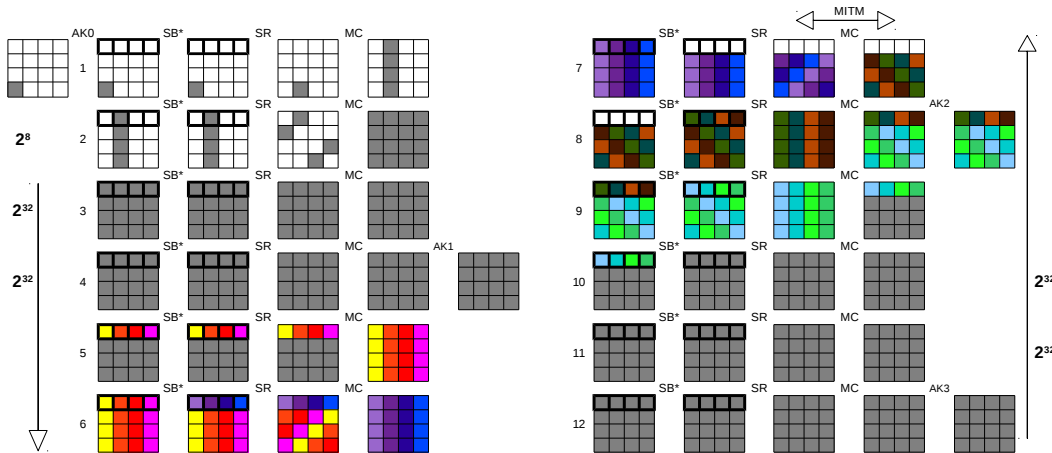 AK0 SB* SR MC
1
SB* SR MC
2⁸ 2
SB* SR MC
2³² 3
SB* SR MC AK1
2³² 4
SB* SR MC
5
SB* SR MC
6
MITM
SB* SR MC
7
SB* SR MC AK2
8
SB* SR MC
9
SB* SR MC
10 2³²
SB* SR MC
11 2³²
SB* SR MC AK3
12